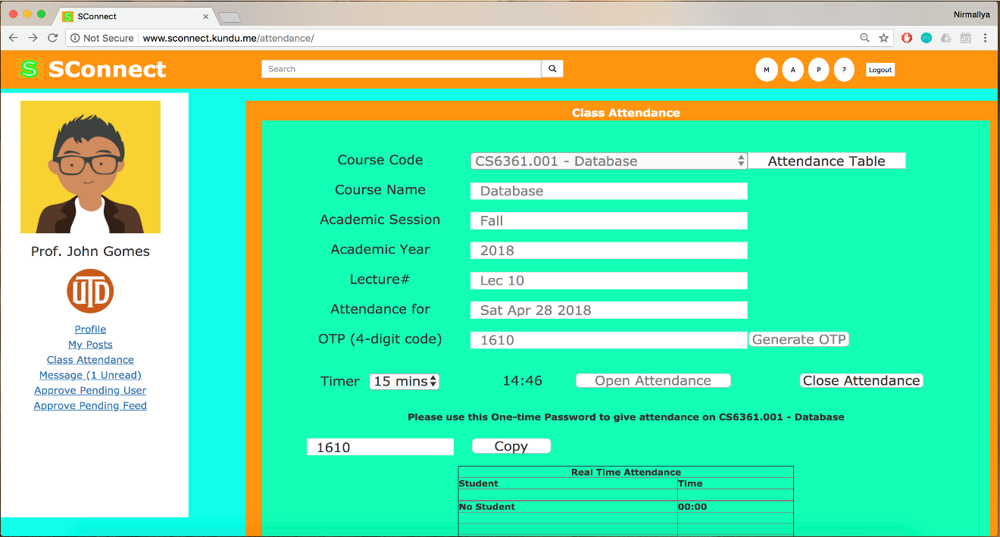 SConnect
Nirmallya
Not Secure www.sconnect.kundu.me/attendance/
S SConnect
Search
M A P ? Logout
Class Attendance
Prof. John Gomes
UTD
Profile
My Posts
Class Attendance
Message (1 Unread)
Approve Pending User
Approve Pending Feed
Course Code CS6361.001 - Database Attendance Table
Course Name Database
Academic Session Fall
Academic Year 2018
Lecture# Lec 10
Attendance for Sat Apr 28 2018
OTP (4-digit code) 1610 Generate OTP
Timer 15 mins 14:46 Open Attendance Close Attendance
Please use this One-time Password to give attendance on CS6361.001 - Database
1610 Copy
Real Time Attendance
Student Time
No Student 00:00